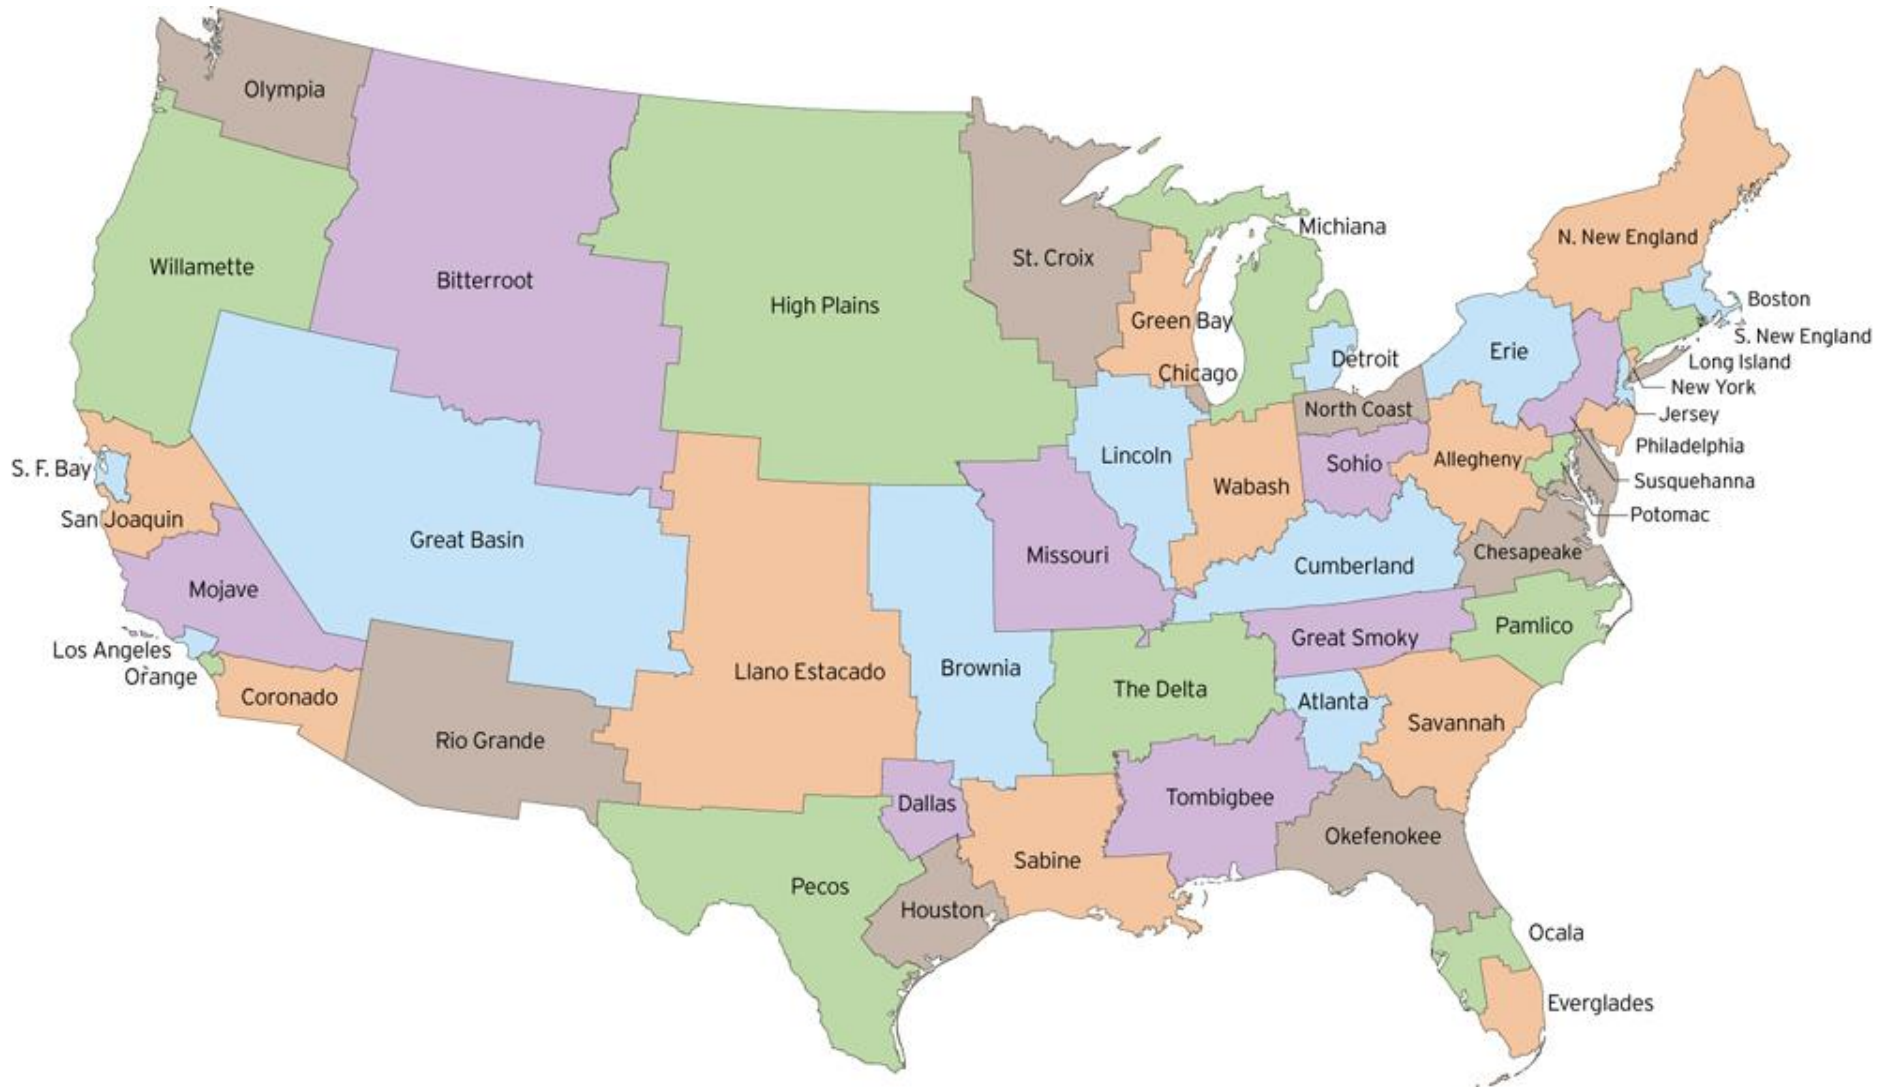 Olympia
Willamette
Bitterroot
High Plains
St. Croix
Michiana
N. New England
Green Bay
Chicago
Detroit
Erie
Boston
S. New England
Long Island
New York
Jersey
Philadelphia
Susquehanna
Potomac
North Coast
Sohio
Allegheny
Lincoln
Wabash
S. F. Bay
San Joaquin
Great Basin
Mojave
Los Angeles
Orange
Coronado
Rio Grande
Llano Estacado
Brownia
Missouri
Cumberland
Chesapeake
Great Smoky
Pamlico
The Delta
Atlanta
Savannah
Dallas
Tombigbee
Okefenokee
Sabine
Pecos
Houston
Ocala
Everglades